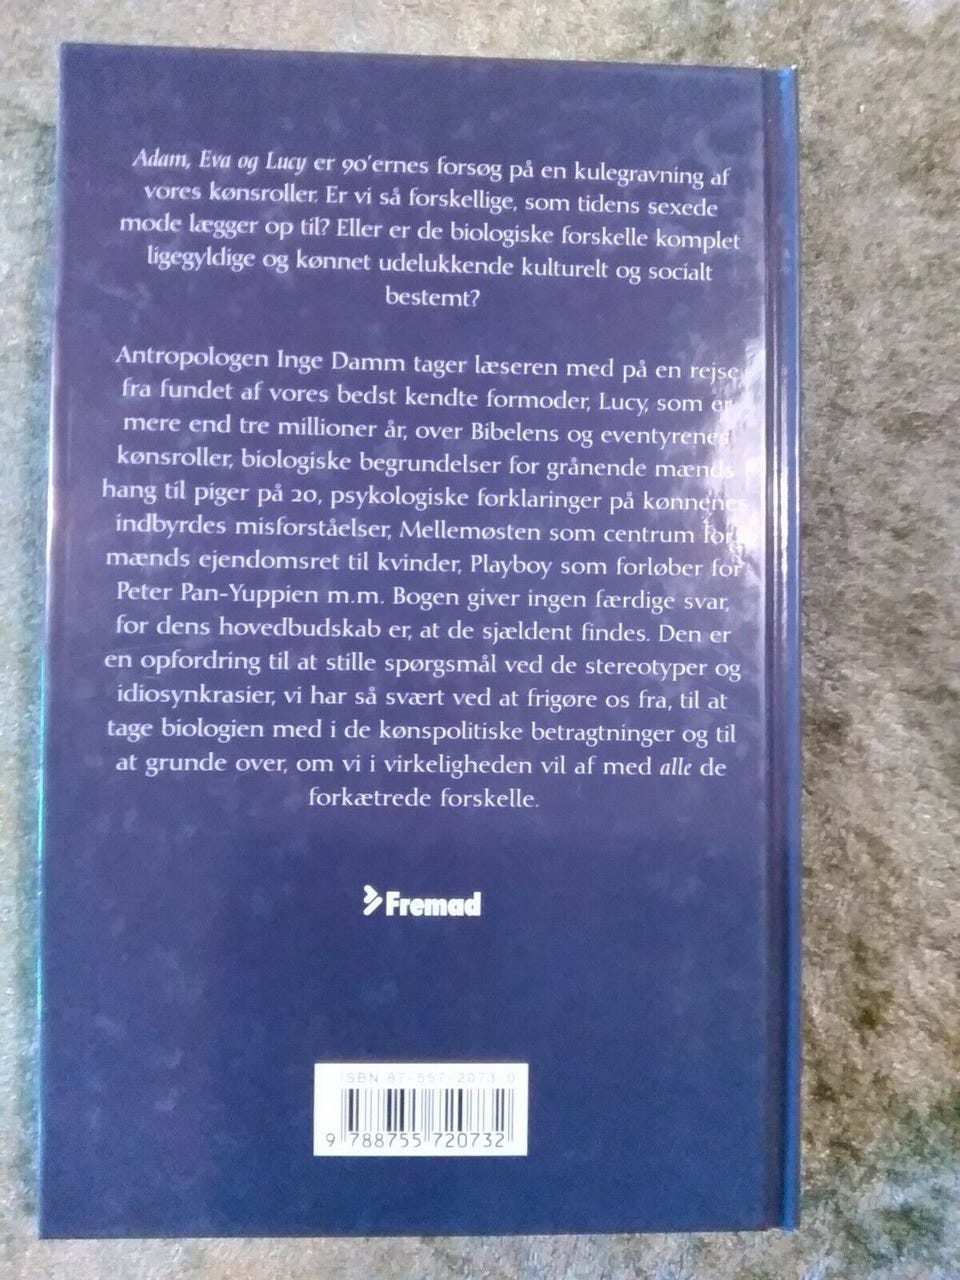 Adam, Eva og Lucy er 90'ernes forsøg på en kulegravning af
vores kønsroller. Er vi så forskellige, som tidens sexede
mode lægger op til? Eller er de biologiske forskelle komplet
ligegyldige og kønnet udelukkende kulturelt og socialt
bestemt?
Antropologen Inge Damm tager læseren med på en rejse
fra fundet af vores bedst kendte formoder, Lucy, som er
mere end tre millioner år, over Bibelens og eventyrenes
kønsroller, biologiske begrundelser for grånende mænds
hang til piger på 20, psykologiske forklaringer på kønnenes
indbyrdes misforståelser, Mellemøsten som centrum for
mænds ejendomsret til kvinder, Playboy som forløber for
Peter Pan-Yuppien m.m. Bogen giver ingen færdige svar,
for dens hovedbudskab er, at de sjældent findes. Den er
en opfordring til at stille spørgsmål ved de stereotyper og
idiosynkrasier, vi har så svært ved at frigøre os fra, til at
tage biologien med i de kønspolitiske betragtninger og til
at grunde over, om vi i virkeligheden vil af med alle de
forkætrede forskelle.
Fremad
ISBN 87-557-2073-0
9 788755 720732